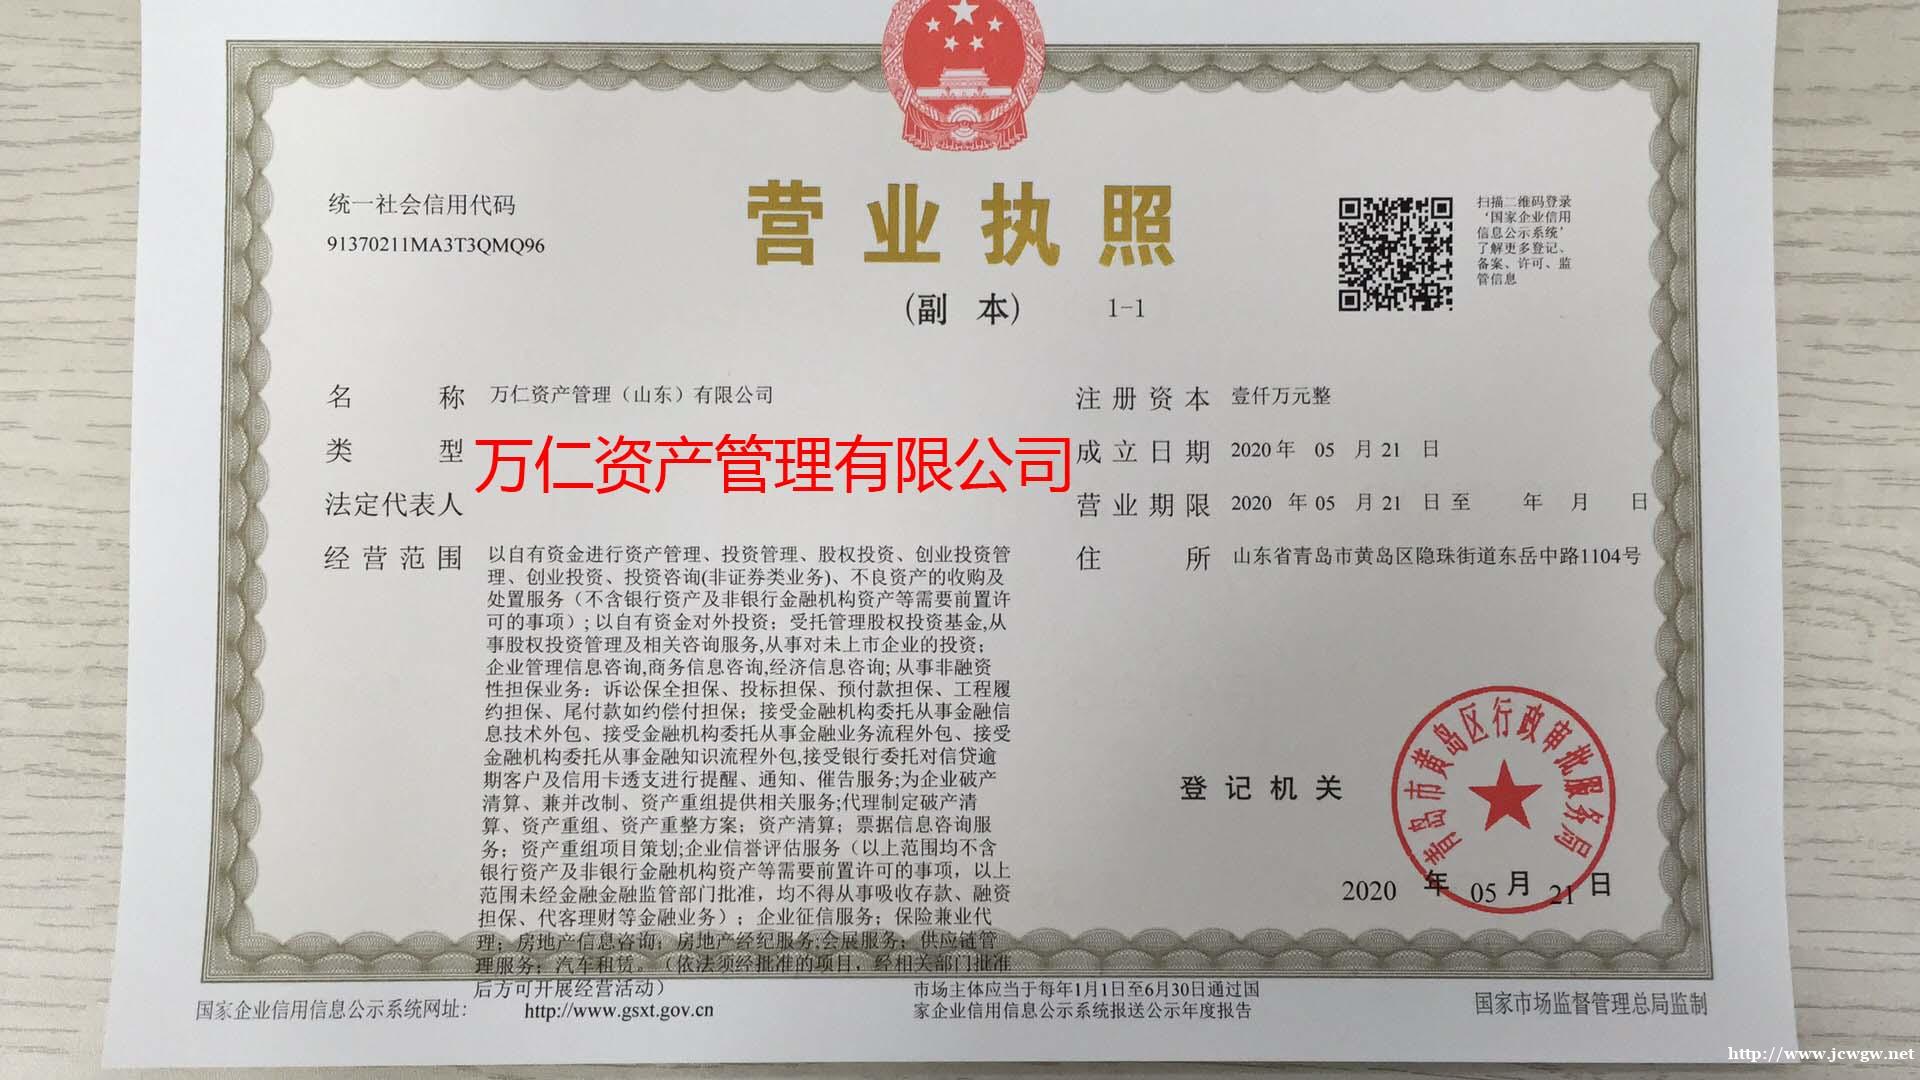 统一社会信用代码
91370211MA3T3QMQ96
营业执照
(副 本) 1-1
扫描二维码登录
‘国家企业信用
信息公示系统’
了解更多登记、
备案、许可、监
管信息
名 称 万仁资产管理（山东）有限公司
类 型
万仁资产管理有限公司
法定代表人
经营范围 以自有资金进行资产管理、投资管理、股权投资、创业投资管
理、创业投资、投资咨询(非证券类业务)、不良资产的收购及
处置服务（不含银行资产及非银行金融机构资产等需要前置许
可的事项）; 以自有资金对外投资；受托管理股权投资基金,从
事股权投资管理及相关咨询服务,从事对未上市企业的投资；
企业管理信息咨询,商务信息咨询,经济信息咨询; 从事非融资
性担保业务：诉讼保全担保、投标担保、预付款担保、工程履
约担保、尾付款如约偿付担保；接受金融机构委托从事金融信
息技术外包、接受金融机构委托从事金融业务流程外包、接受
金融机构委托从事金融知识流程外包,接受银行委托对信贷逾
期客户及信用卡透支进行提醒、通知、催告服务;为企业破产
清算、兼并改制、资产重组提供相关服务;代理制定破产清
算、资产重组、资产重整方案；资产清算；票据信息咨询服
务；资产重组项目策划;企业信誉评估服务（以上范围均不含
银行资产及非银行金融机构资产等需要前置许可的事项，以上
范围未经金融金融监管部门批准，均不得从事吸收存款、融资
担保、代客理财等金融业务）；企业征信服务；保险兼业代
理；房地产信息咨询；房地产经纪服务;会展服务；供应链管
理服务；汽车租赁。（依法须经批准的项目，经相关部门批准
后方可开展经营活动）
注册资本 壹仟万元整
成立日期 2020 年 05 月 21 日
营业期限 2020 年 05 月 21 日 至 年 月 日
住 所 山东省青岛市黄岛区隐珠街道东岳中路1104号
登记机关
青岛市黄岛区行政审批服务局
2020 年 05 月 21 日
国家企业信用信息公示系统网址：
http://www.gsxt.gov.cn
市场主体应当于每年1月1日至6月30日通过国
家企业信用信息公示系统报送公示年度报告
国家市场监督管理总局监制
http://www.jcwgw.net